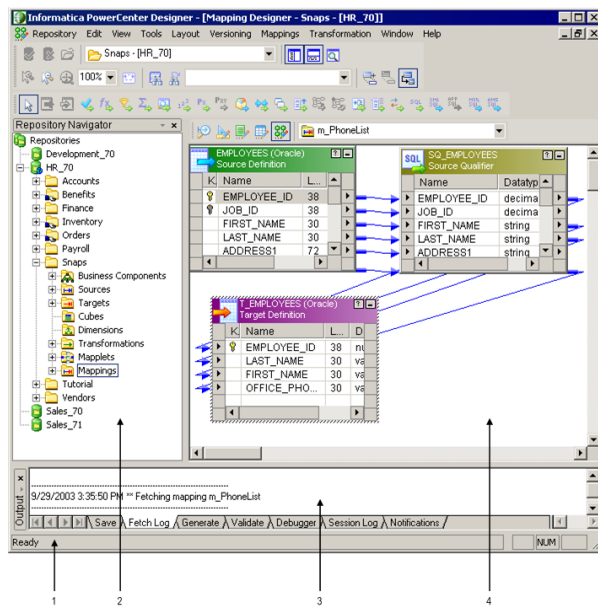 Informatica PowerCenter Designer - [Mapping Designer - Snaps - [HR_70]]
Repository Edit View Tools Layout Versioning Mappings Transformation Window Help
Snaps - [HR_70]
100%
Repository Navigator
m_PhoneList
Repositories
Development_70
HR_70
Accounts
Benefits
Finance
Inventory
Orders
Payroll
Snaps
Business Components
Sources
Targets
Cubes
Dimensions
Transformations
Mapplets
Mappings
Tutorial
Vendors
Sales_70
Sales_71
EMPLOYEES (Oracle)
Source Definition
K Name L...
EMPLOYEE_ID 38
JOB_ID 38
FIRST_NAME 30
LAST_NAME 30
ADDRESS1 72
SQL SQ_EMPLOYEES
Source Qualifier
Name Datatyp
EMPLOYEE_ID decima
JOB_ID decima
FIRST_NAME string
LAST_NAME string
ADDRESS1 string
T_EMPLOYEES (Oracle)
Target Definition
K Name L... D
EMPLOYEE_ID 38 nu
LAST_NAME 30 va
FIRST_NAME 30 va
OFFICE_PHO... 30 va
Output
9/29/2003 3:35:50 PM ** Fetching mapping m_PhoneList
Save Fetch Log Generate Validate Debugger Session Log Notifications
Ready NUM
1 2 3 4